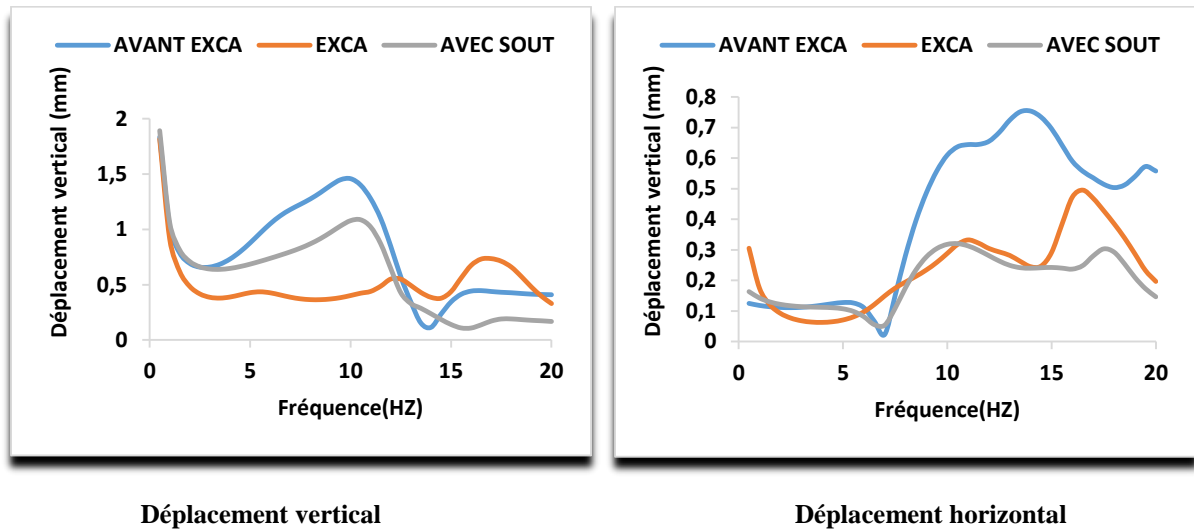 AVANT EXCA EXCA AVEC SOUT
Déplacement vertical (mm)
2
1,5
1
0,5
0
0 5 10 15 20
Fréquence(HZ)
AVANT EXCA EXCA AVEC SOUT
Déplacement vertical (mm)
0,8
0,7
0,6
0,5
0,4
0,3
0,2
0,1
0
0 5 10 15 20
Fréquence(HZ)
Déplacement vertical
Déplacement horizontal